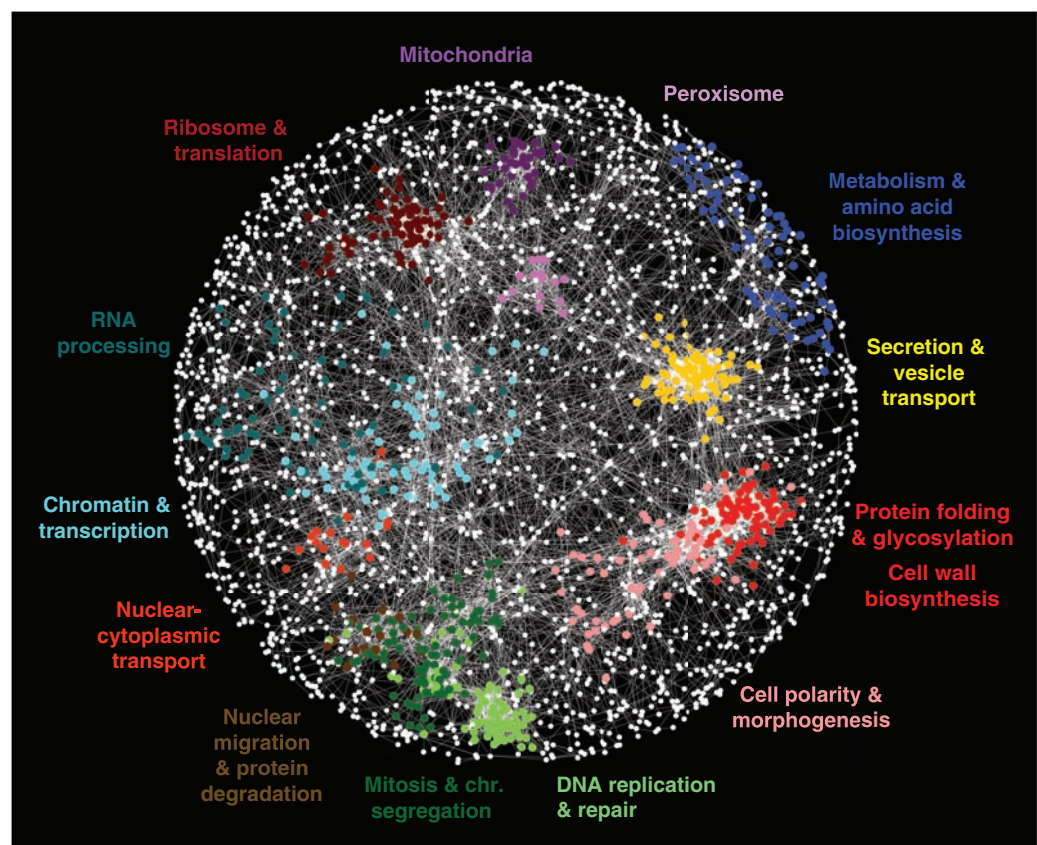 Mitochondria
Peroxisome
Ribosome &
translation
Metabolism &
amino acid
biosynthesis
RNA
processing
Secretion &
vesicle
transport
Chromatin &
transcription
Protein folding
& glycosylation
Cell wall
biosynthesis
Nuclear-
cytoplasmic
transport
Cell polarity &
morphogenesis
Nuclear
migration
& protein
degradation
Mitosis & chr.
segregation
DNA replication
& repair